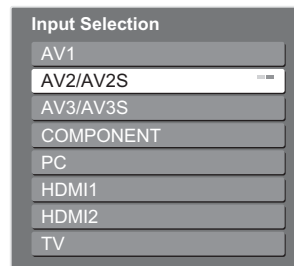 Input Selection
AV1
AV2/AV2S
AV3/AV3S
COMPONENT
PC
HDMI1
HDMI2
TV